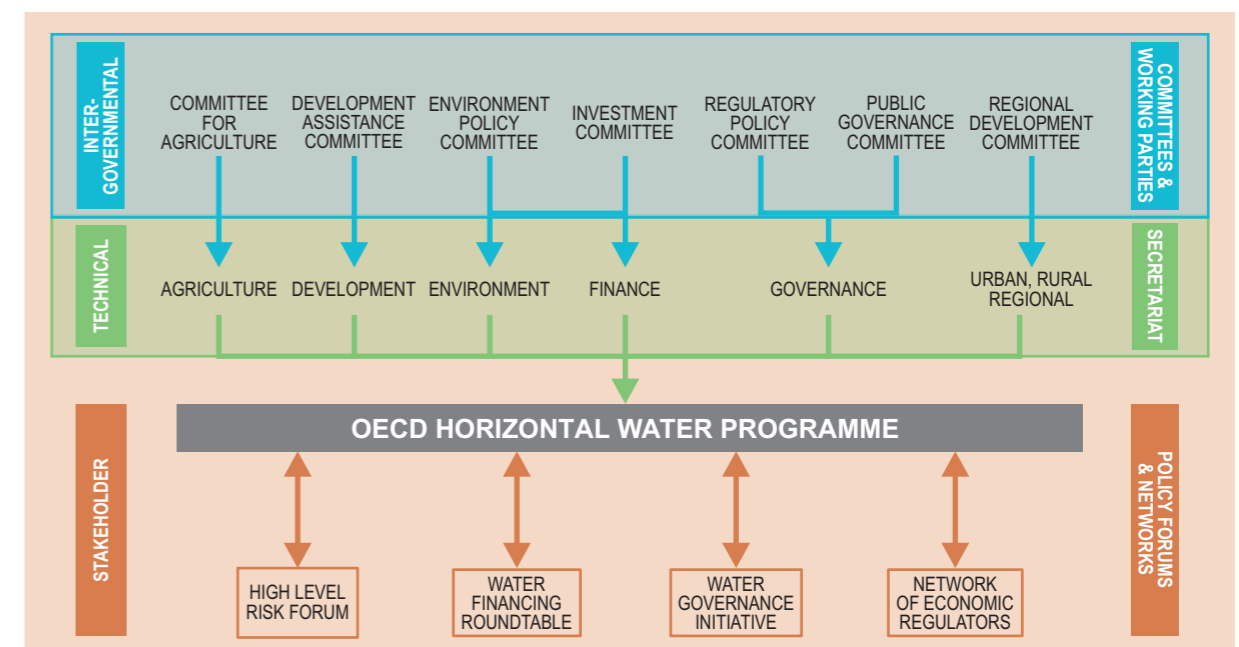 INTER-
GOVERNMENTAL
COMMITTEE
FOR
AGRICULTURE
DEVELOPMENT
ASSISTANCE
COMMITTEE
ENVIRONMENT
POLICY
COMMITTEE
INVESTMENT
COMMITTEE
REGULATORY
POLICY
COMMITTEE
PUBLIC
GOVERNANCE
COMMITTEE
REGIONAL
DEVELOPMENT
COMMITTEE
COMMITTEES &
WORKING PARTIES
TECHNICAL
AGRICULTURE
DEVELOPMENT
ENVIRONMENT
FINANCE
GOVERNANCE
URBAN, RURAL
REGIONAL
SECRETARIAT
OECD HORIZONTAL WATER PROGRAMME
STAKEHOLDER
HIGH LEVEL
RISK FORUM
WATER
FINANCING
ROUNDTABLE
WATER
GOVERNANCE
INITIATIVE
NETWORK
OF ECONOMIC
REGULATORS
POLICY FORUMS
& NETWORKS